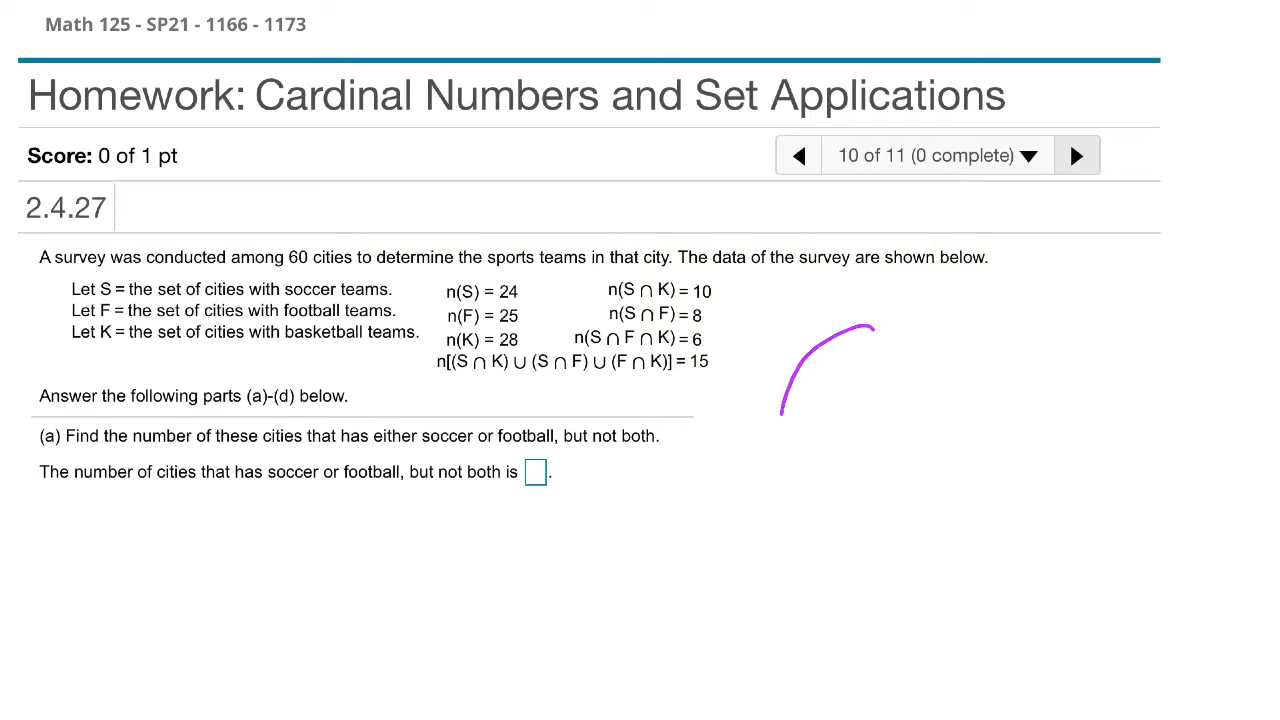 Math 125 - SP21 - 1166 - 1173
Homework: Cardinal Numbers and Set Applications
Score: 0 of 1 pt
10 of 11 (0 complete)
2.4.27
A survey was conducted among 60 cities to determine the sports teams in that city. The data of the survey are shown below.
Let S = the set of cities with soccer teams.
Let F = the set of cities with football teams.
Let K = the set of cities with basketball teams.
n(S) = 24
n(F) = 25
n(K) = 28
n(S ∩ K) = 10
n(S ∩ F) = 8
n(S ∩ F ∩ K) = 6
n[(S ∩ K) ∪ (S ∩ F) ∪ (F ∩ K)] = 15
Answer the following parts (a)-(d) below.
(a) Find the number of these cities that has either soccer or football, but not both.
The number of cities that has soccer or football, but not both is .